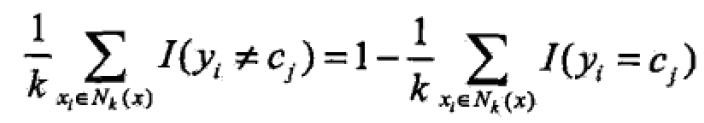 \frac{1}{k} \sum_{x_i \in N_k(x)} I(y_i \neq c_j) = 1 - \frac{1}{k} \sum_{x_i \in N_k(x)} I(y_i = c_j)